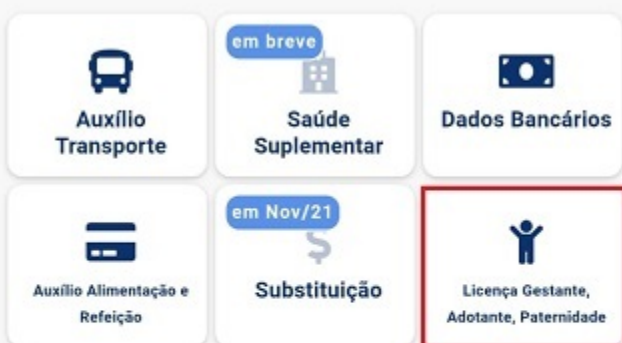 em breve
Auxílio
Transporte
Saúde
Suplementar
Dados Bancários
em Nov/21
Auxílio Alimentação e
Refeição
Substituição
Licença Gestante,
Adotante, Paternidade